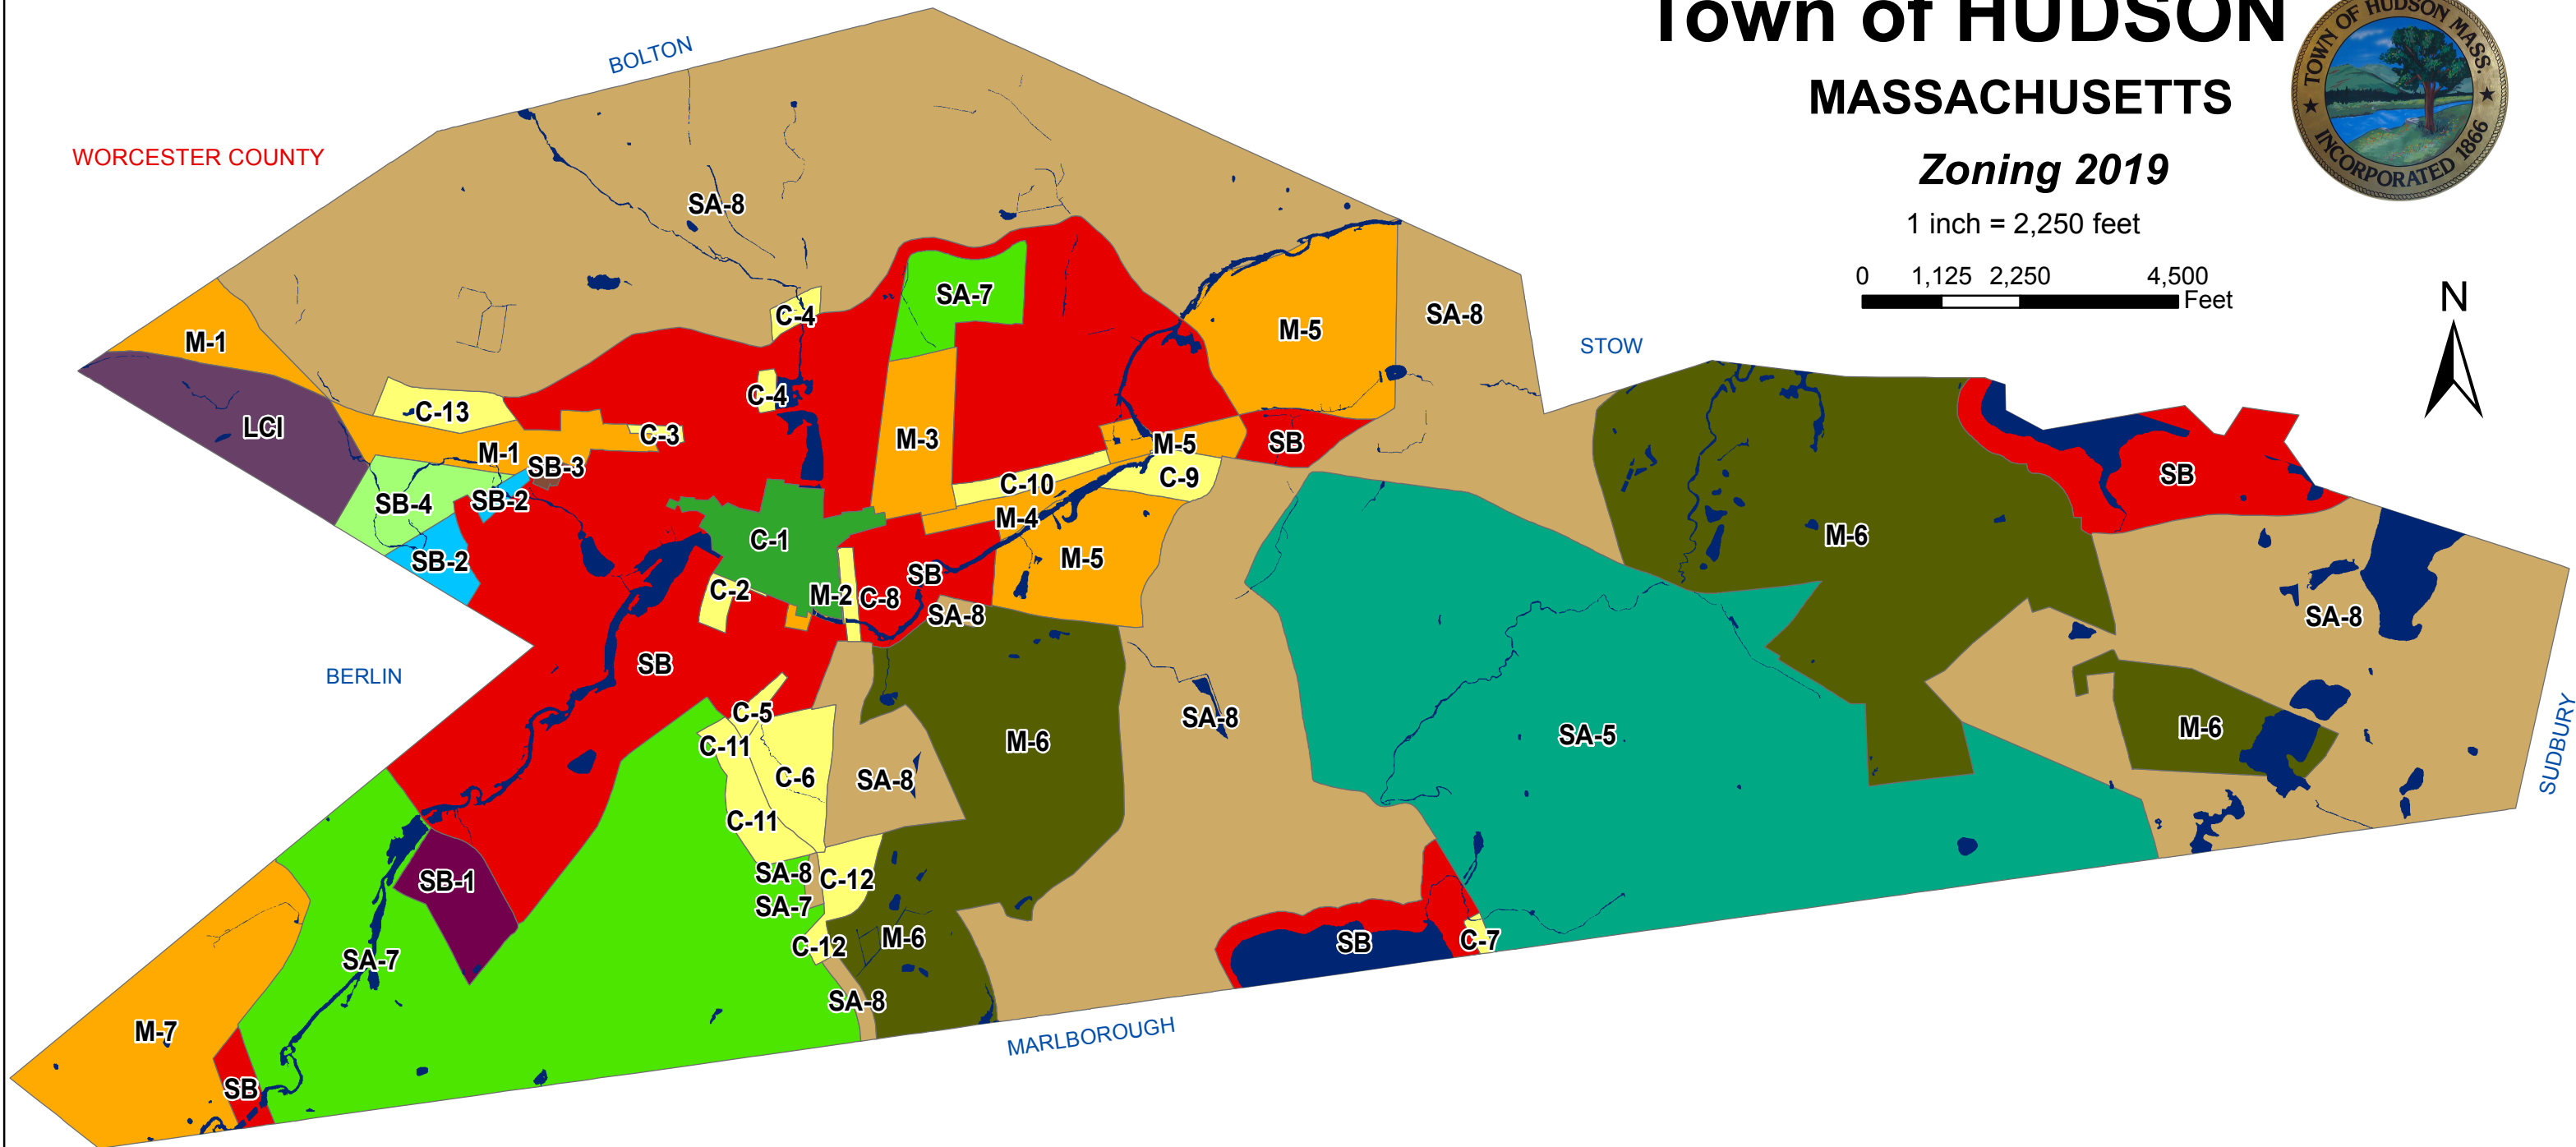 Town of HUDSON
MASSACHUSETTS
Zoning 2019
1 inch = 2,250 feet
0 1,125 2,250 4,500
Feet
N
TOWN OF HUDSON MASS.
INCORPORATED 1866
BOLTON
WORCESTER COUNTY
STOW
BERLIN
SUDBURY
MARLBOROUGH
SA-8
SA-7
C-4
M-5
SA-8
M-1
C-4
C-13
LCI
C-3
M-3
M-5
SB
M-1
SB-3
C-9
SB
C-10
SB-4
SB-2
M-4
C-1
M-6
SB-2
M-5
SB
C-2
M-2
C-8
SA-8
SA-8
SB
C-5
SA-8
M-6
SA-5
M-6
C-11
C-6
SA-8
C-11
SA-8
C-12
SB-1
SA-7
M-6
SB
C-7
C-12
SA-7
SA-8
M-7
SB